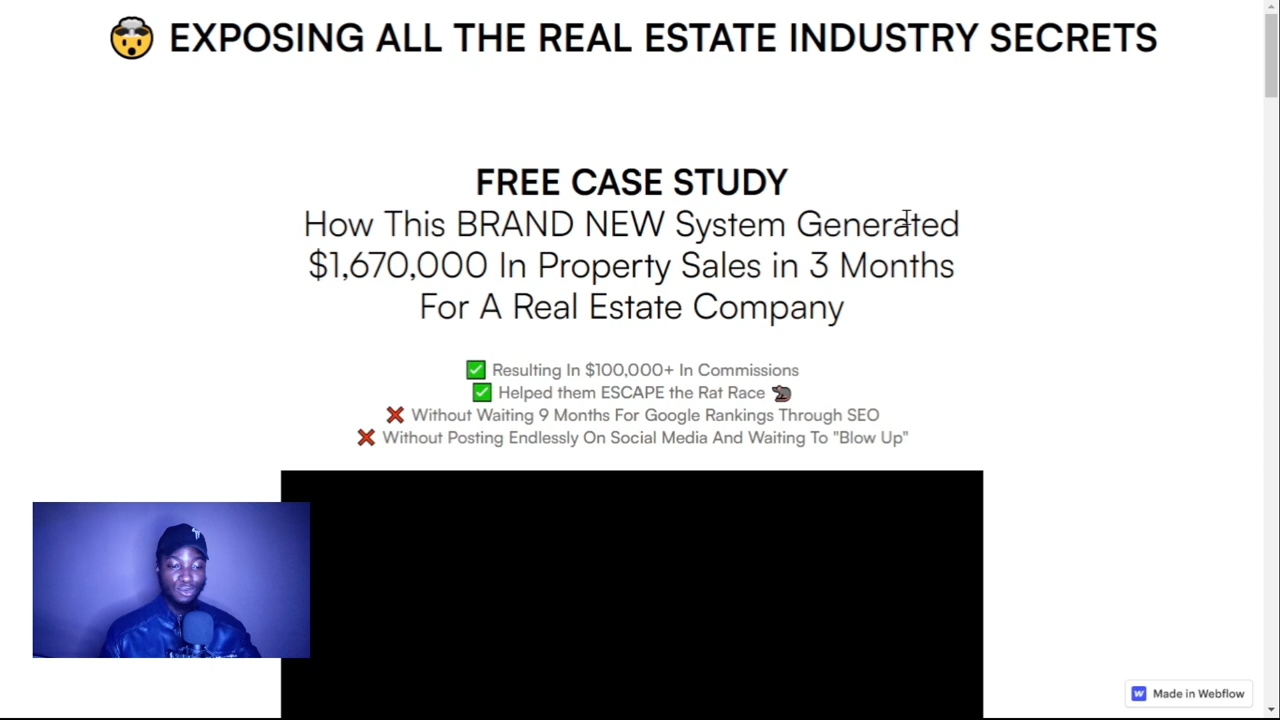 🤯 EXPOSING ALL THE REAL ESTATE INDUSTRY SECRETS
FREE CASE STUDY
How This BRAND NEW System Generated
$1,670,000 In Property Sales in 3 Months
For A Real Estate Company
✅ Resulting In $100,000+ In Commissions
✅ Helped them ESCAPE the Rat Race 🐀
❌ Without Waiting 9 Months For Google Rankings Through SEO
❌ Without Posting Endlessly On Social Media And Waiting To "Blow Up"
Made in Webflow